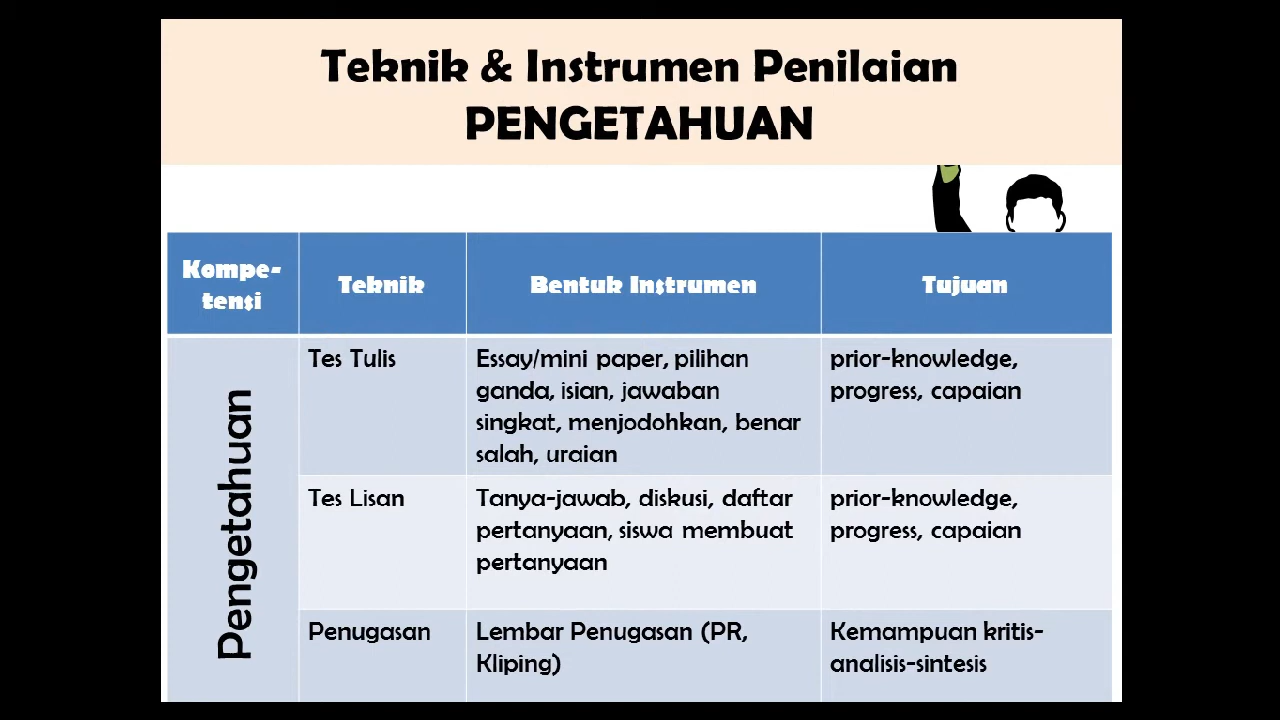 Teknik & Instrumen Penilaian
PENGETAHUAN
Kompe-
tensi
Teknik
Bentuk Instrumen
Tujuan
Pengetahuan
Tes Tulis
Essay/mini paper, pilihan
ganda, isian, jawaban
singkat, menjodohkan, benar
salah, uraian
prior-knowledge,
progress, capaian
Tes Lisan
Tanya-jawab, diskusi, daftar
pertanyaan, siswa membuat
pertanyaan
prior-knowledge,
progress, capaian
Penugasan
Lembar Penugasan (PR,
Kliping)
Kemampuan kritis-
analisis-sintesis